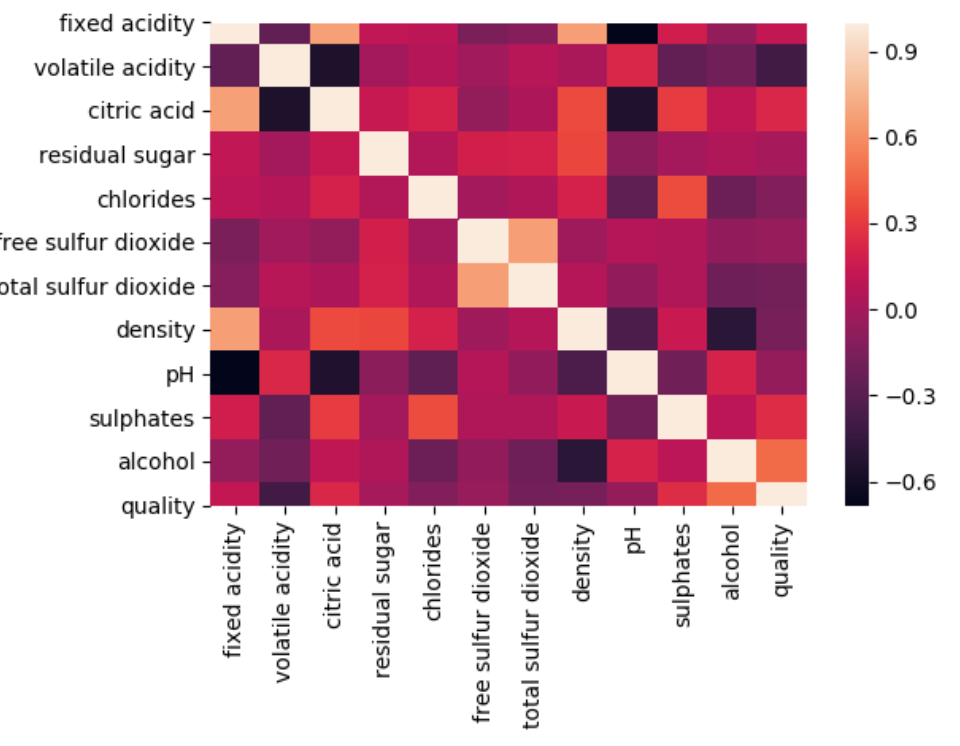 fixed acidity
volatile acidity
citric acid
residual sugar
chlorides
free sulfur dioxide
otal sulfur dioxide
density
pH
sulphates
alcohol
quality
0.9
0.6
0.3
0.0
−0.3
−0.6
fixed acidity
volatile acidity
citric acid
residual sugar
chlorides
free sulfur dioxide
total sulfur dioxide
density
pH
sulphates
alcohol
quality